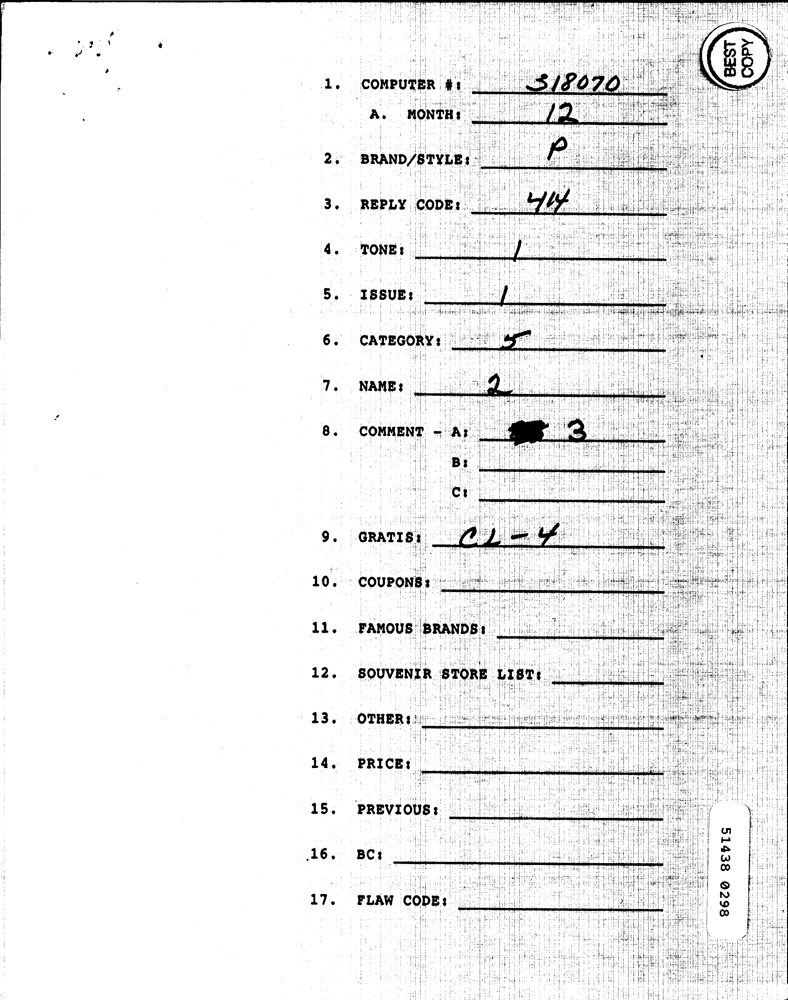 BEST
COPY
1. COMPUTER #: 318070
A. MONTH: 12
2. BRAND/STYLE: P
3. REPLY CODE: 414
4. TONE: 1
5. ISSUE: 1
6. CATEGORY: 5
7. NAME: 2
8. COMMENT - A: 3
B:
C:
9. GRATIS: CL-4
10. COUPONS:
11. FAMOUS BRANDS:
12. SOUVENIR STORE LIST:
13. OTHER:
14. PRICE:
15. PREVIOUS:
16. BC:
17. FLAW CODE:
51438 0298